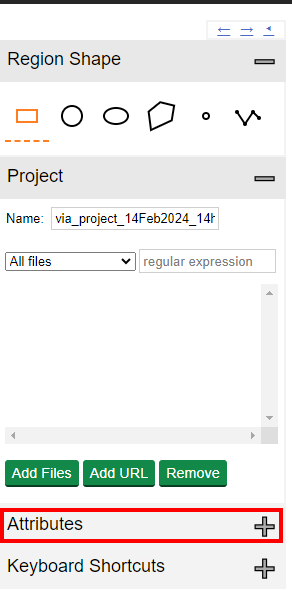 Region Shape
Project
Name: via_project_14Feb2024_14h
All files regular expression
Add Files Add URL Remove
Attributes
Keyboard Shortcuts